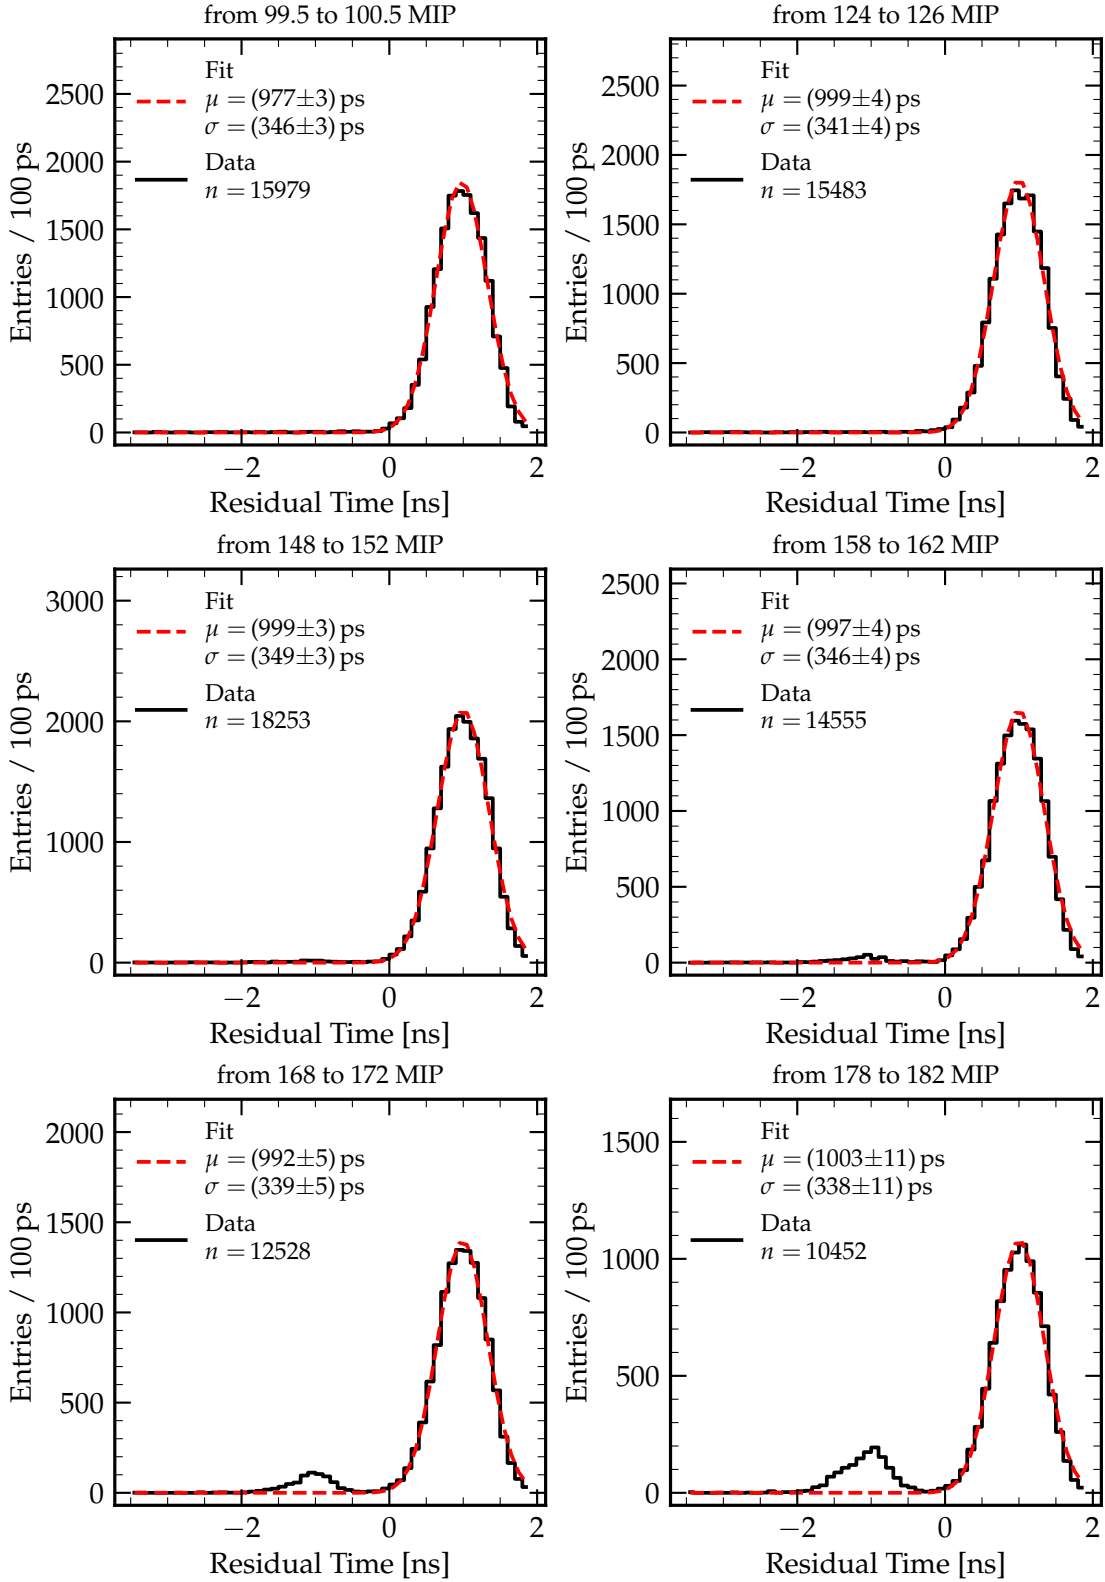 from 99.5 to 100.5 MIP
Entries / 100 ps
2500
2000
1500
1000
500
0
Fit
μ = (977±3) ps
σ = (346±3) ps
Data
n = 15979
−2
0
2
Residual Time [ns]
from 124 to 126 MIP
Entries / 100 ps
2500
2000
1500
1000
500
0
Fit
μ = (999±4) ps
σ = (341±4) ps
Data
n = 15483
−2
0
2
Residual Time [ns]
from 148 to 152 MIP
Entries / 100 ps
3000
2000
1000
0
Fit
μ = (999±3) ps
σ = (349±3) ps
Data
n = 18253
−2
0
2
Residual Time [ns]
from 158 to 162 MIP
Entries / 100 ps
2500
2000
1500
1000
500
0
Fit
μ = (997±4) ps
σ = (346±4) ps
Data
n = 14555
−2
0
2
Residual Time [ns]
from 168 to 172 MIP
Entries / 100 ps
2000
1500
1000
500
0
Fit
μ = (992±5) ps
σ = (339±5) ps
Data
n = 12528
−2
0
2
Residual Time [ns]
from 178 to 182 MIP
Entries / 100 ps
1500
1000
500
0
Fit
μ = (1003±11) ps
σ = (338±11) ps
Data
n = 10452
−2
0
2
Residual Time [ns]